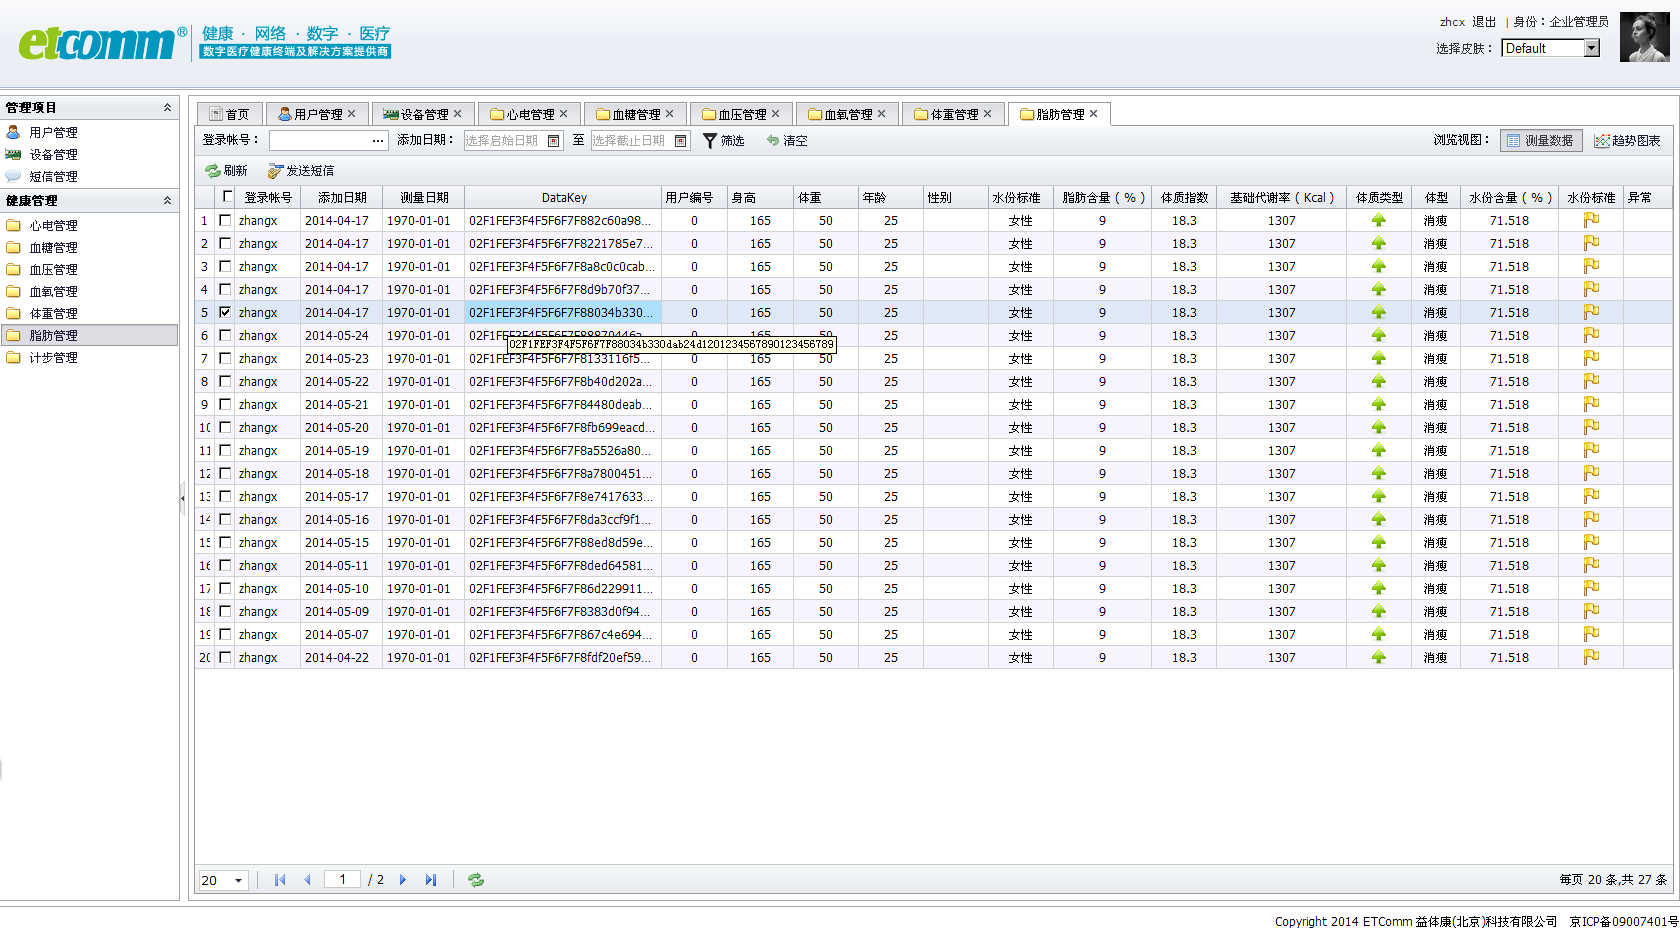 etcomm®
健康 · 网络 · 数字 · 医疗
数字医疗健康终端及解决方案提供商
zhcx 退出 | 身份：企业管理员
选择皮肤： Default
管理项目
用户管理
设备管理
短信管理
健康管理
心电管理
血糖管理
血压管理
血氧管理
体重管理
脂肪管理
计步管理
首页 用户管理 设备管理 心电管理 血糖管理 血压管理 血氧管理 体重管理 脂肪管理
登录帐号： 添加日期： 选择启始日期 至 选择截止日期 筛选 清空 浏览视图： 测量数据 趋势图表
刷新 发送短信
登录帐号 添加日期 测量日期 DataKey 用户编号 身高 体重 年龄 性别 水份标准 脂肪含量 ( % ) 体质指数 基础代谢率 ( Kcal ) 体质类型 体型 水份含量 ( % ) 水份标准 异常
1 zhangx 2014-04-17 1970-01-01 02F1FEF3F4F5F6F7F882c60a98... 0 165 50 25 女性 9 18.3 1307 消瘦 71.518
2 zhangx 2014-04-17 1970-01-01 02F1FEF3F4F5F6F7F8221785e7... 0 165 50 25 女性 9 18.3 1307 消瘦 71.518
3 zhangx 2014-04-17 1970-01-01 02F1FEF3F4F5F6F7F8a8c0c0cab... 0 165 50 25 女性 9 18.3 1307 消瘦 71.518
4 zhangx 2014-04-17 1970-01-01 02F1FEF3F4F5F6F7F8d9b70f37... 0 165 50 25 女性 9 18.3 1307 消瘦 71.518
5 zhangx 2014-04-17 1970-01-01 02F1FEF3F4F5F6F7F88034b330... 0 165 50 25 女性 9 18.3 1307 消瘦 71.518
6 zhangx 2014-05-24 1970-01-01 02F1FEF3F4F5F6F7F88870446a... 0 165 50 25 女性 9 18.3 1307 消瘦 71.518
02F1FEF3F4F5F6F7F88034b330dab24d1201234567890123456789
7 zhangx 2014-05-23 1970-01-01 02F1FEF3F4F5F6F7F8133116f5... 0 165 50 25 女性 9 18.3 1307 消瘦 71.518
8 zhangx 2014-05-22 1970-01-01 02F1FEF3F4F5F6F7F8b40d202a... 0 165 50 25 女性 9 18.3 1307 消瘦 71.518
9 zhangx 2014-05-21 1970-01-01 02F1FEF3F4F5F6F7F84480deab... 0 165 50 25 女性 9 18.3 1307 消瘦 71.518
10 zhangx 2014-05-20 1970-01-01 02F1FEF3F4F5F6F7F8fb699eacd... 0 165 50 25 女性 9 18.3 1307 消瘦 71.518
11 zhangx 2014-05-19 1970-01-01 02F1FEF3F4F5F6F7F8a5526a80... 0 165 50 25 女性 9 18.3 1307 消瘦 71.518
12 zhangx 2014-05-18 1970-01-01 02F1FEF3F4F5F6F7F8a7800451... 0 165 50 25 女性 9 18.3 1307 消瘦 71.518
13 zhangx 2014-05-17 1970-01-01 02F1FEF3F4F5F6F7F8e7417633... 0 165 50 25 女性 9 18.3 1307 消瘦 71.518
14 zhangx 2014-05-16 1970-01-01 02F1FEF3F4F5F6F7F8da3ccf9f1... 0 165 50 25 女性 9 18.3 1307 消瘦 71.518
15 zhangx 2014-05-15 1970-01-01 02F1FEF3F4F5F6F7F88ed8d59e... 0 165 50 25 女性 9 18.3 1307 消瘦 71.518
16 zhangx 2014-05-11 1970-01-01 02F1FEF3F4F5F6F7F8ded64581... 0 165 50 25 女性 9 18.3 1307 消瘦 71.518
17 zhangx 2014-05-10 1970-01-01 02F1FEF3F4F5F6F7F86d229911... 0 165 50 25 女性 9 18.3 1307 消瘦 71.518
18 zhangx 2014-05-09 1970-01-01 02F1FEF3F4F5F6F7F8383d0f94... 0 165 50 25 女性 9 18.3 1307 消瘦 71.518
19 zhangx 2014-05-07 1970-01-01 02F1FEF3F4F5F6F7F867c4e694... 0 165 50 25 女性 9 18.3 1307 消瘦 71.518
20 zhangx 2014-04-22 1970-01-01 02F1FEF3F4F5F6F7F8fdf20ef59... 0 165 50 25 女性 9 18.3 1307 消瘦 71.518
20 1 / 2 每页 20 条,共 27 条
Copyright 2014 ETComm 益体康(北京)科技有限公司 京ICP备09007401号